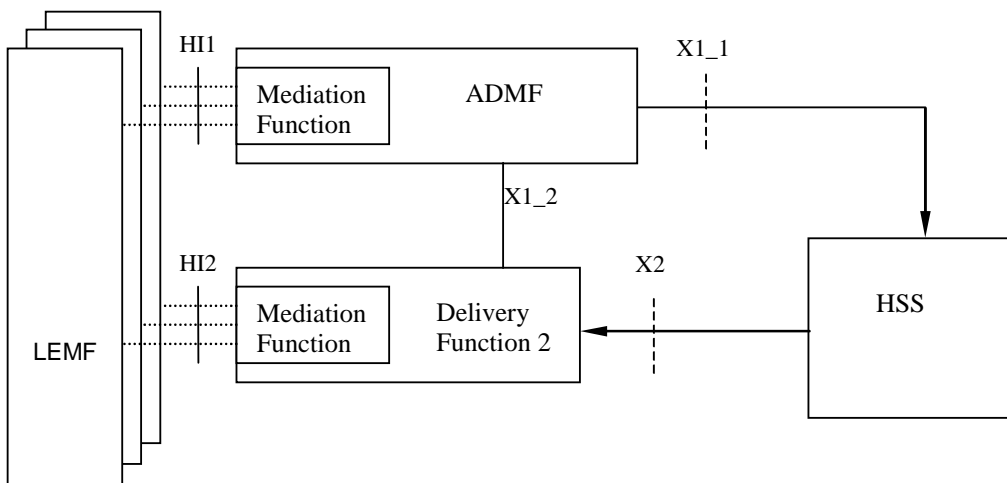 HI1
X1_1
Mediation
Function
ADMF
X1_2
HI2
X2
Mediation
Function
Delivery
Function 2
HSS
LEMF